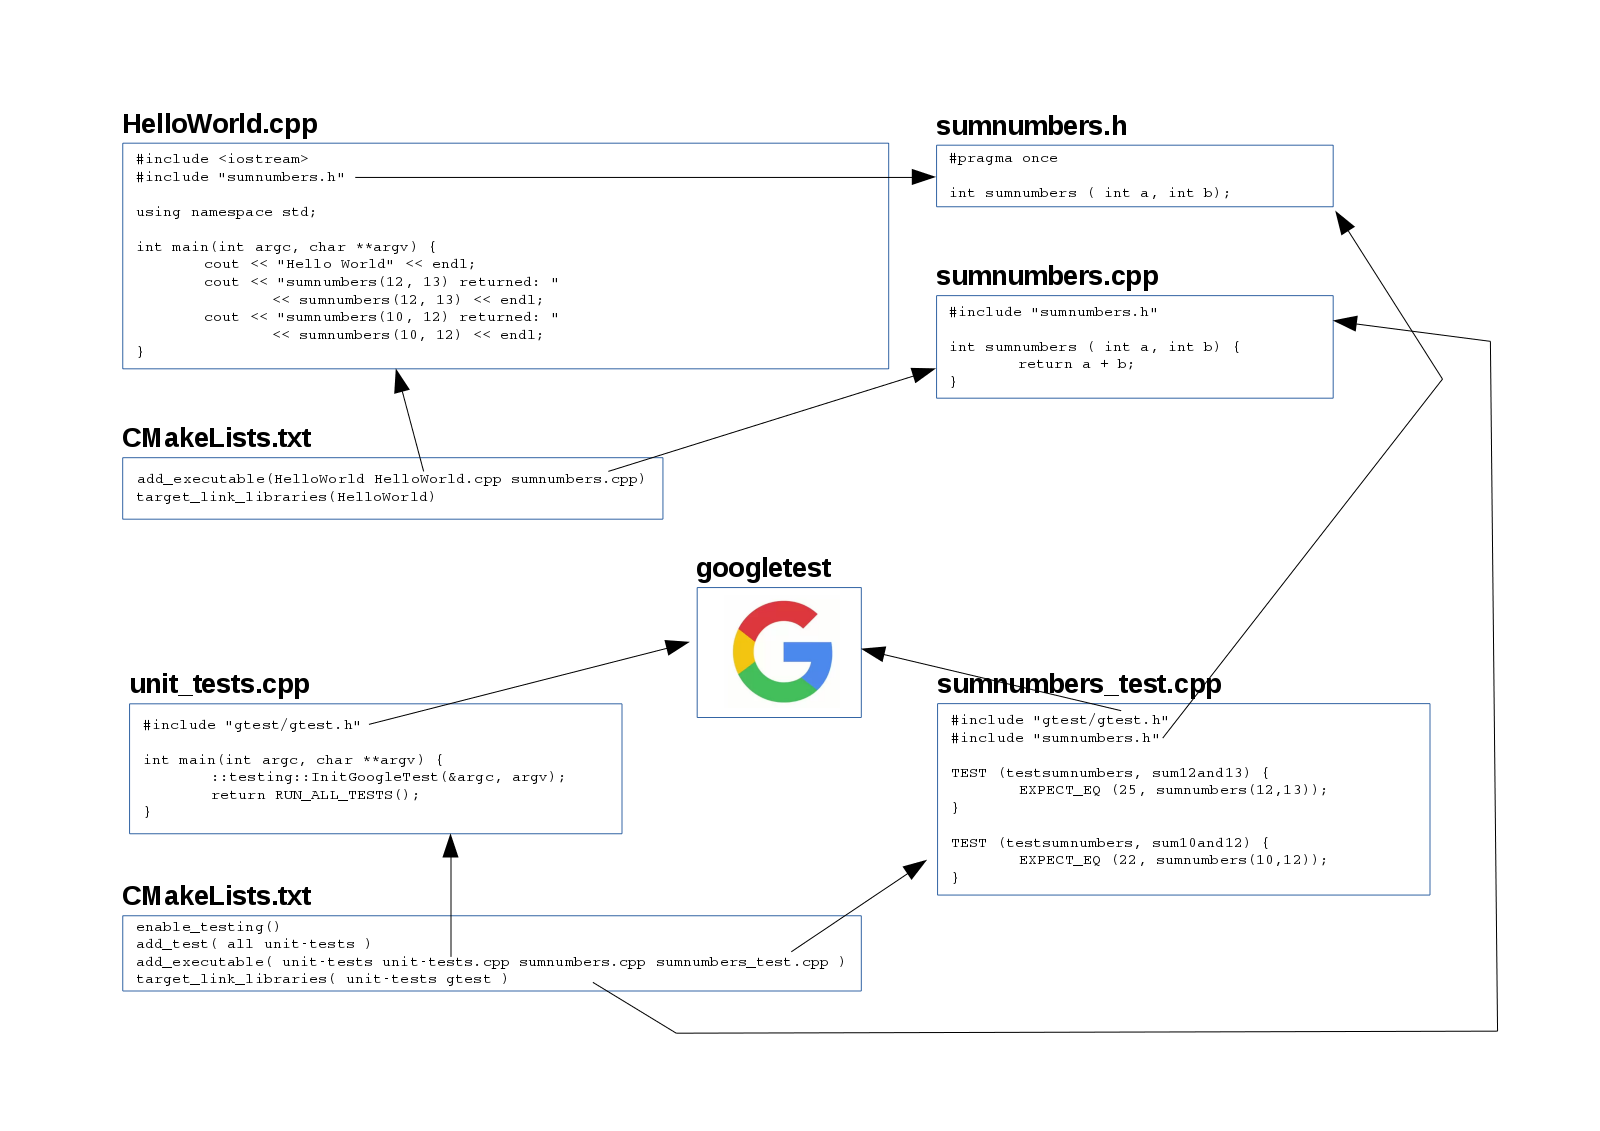 HelloWorld.cpp
#include <iostream>
#include "sumnumbers.h"
using namespace std;
int main(int argc, char **argv) {
cout << "Hello World" << endl;
cout << "sumnumbers(12, 13) returned: "
<< sumnumbers(12, 13) << endl;
cout << "sumnumbers(10, 12) returned: "
<< sumnumbers(10, 12) << endl;
}
sumnumbers.h
#pragma once
int sumnumbers ( int a, int b);
sumnumbers.cpp
#include "sumnumbers.h"
int sumnumbers ( int a, int b) {
return a + b;
}
CMakeLists.txt
add_executable(HelloWorld HelloWorld.cpp sumnumbers.cpp)
target_link_libraries(HelloWorld)
googletest
unit_tests.cpp
#include "gtest/gtest.h"
int main(int argc, char **argv) {
::testing::InitGoogleTest(&argc, argv);
return RUN_ALL_TESTS();
}
sumnumbers_test.cpp
#include "gtest/gtest.h"
#include "sumnumbers.h"
TEST (testsumnumbers, sum12and13) {
EXPECT_EQ (25, sumnumbers(12,13));
}
TEST (testsumnumbers, sum10and12) {
EXPECT_EQ (22, sumnumbers(10,12));
}
CMakeLists.txt
enable_testing()
add_test( all unit-tests )
add_executable( unit-tests unit-tests.cpp sumnumbers.cpp sumnumbers_test.cpp )
target_link_libraries( unit-tests gtest )